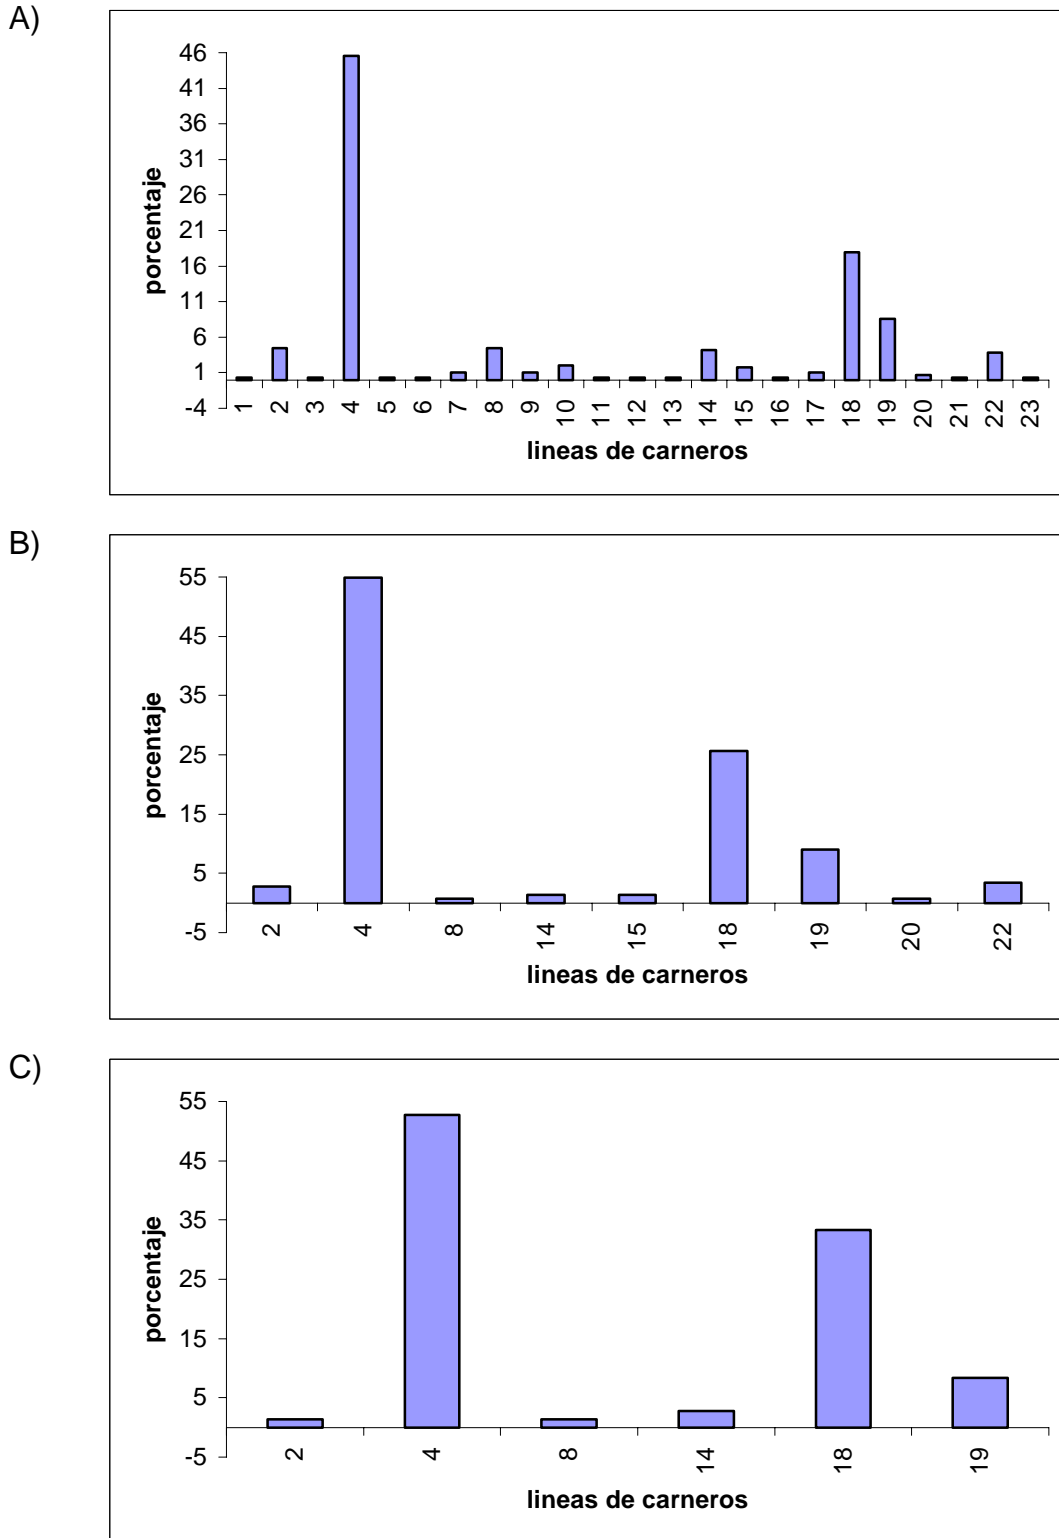 A)
46
41
36
31
26
21
16
11
6
1
-4
porcentaje
1 2 3 4 5 6 7 8 9 10 11 12 13 14 15 16 17 18 19 20 21 22 23
lineas de carneros
B)
55
45
35
25
15
5
-5
porcentaje
2 4 8 14 15 18 19 20 22
lineas de carneros
C)
55
45
35
25
15
5
-5
porcentaje
2 4 8 14 18 19
lineas de carneros